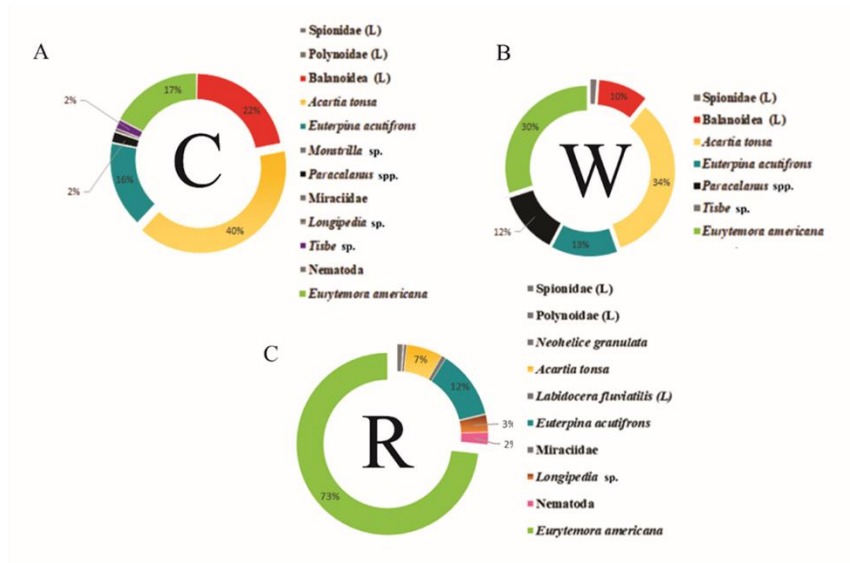 A
C
17%
22%
40%
16%
2%
2%
Spionidae (L)
Polynoidae (L)
Balanoidea (L)
Acartia tonsa
Euterpina acutifrons
Monstrilla sp.
Paracalanus spp.
Miraciidae
Longipedia sp.
Tisbe sp.
Nematoda
Eurytemora americana
B
W
10%
34%
13%
12%
30%
Spionidae (L)
Balanoidea (L)
Acartia tonsa
Euterpina acutifrons
Paracalanus spp.
Tisbe sp.
Eurytemora americana
C
R
7%
12%
3%
2%
73%
Spionidae (L)
Polynoidae (L)
Neohelice granulata
Acartia tonsa
Labidocera fluviatilis (L)
Euterpina acutifrons
Miraciidae
Longipedia sp.
Nematoda
Eurytemora americana